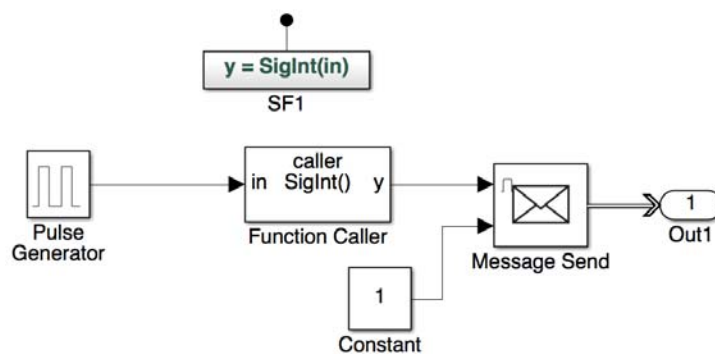 y = SigInt(in)
SF1
caller
in SigInt() y
Pulse
Generator
Function Caller
1
Constant
Message Send
1
Out1